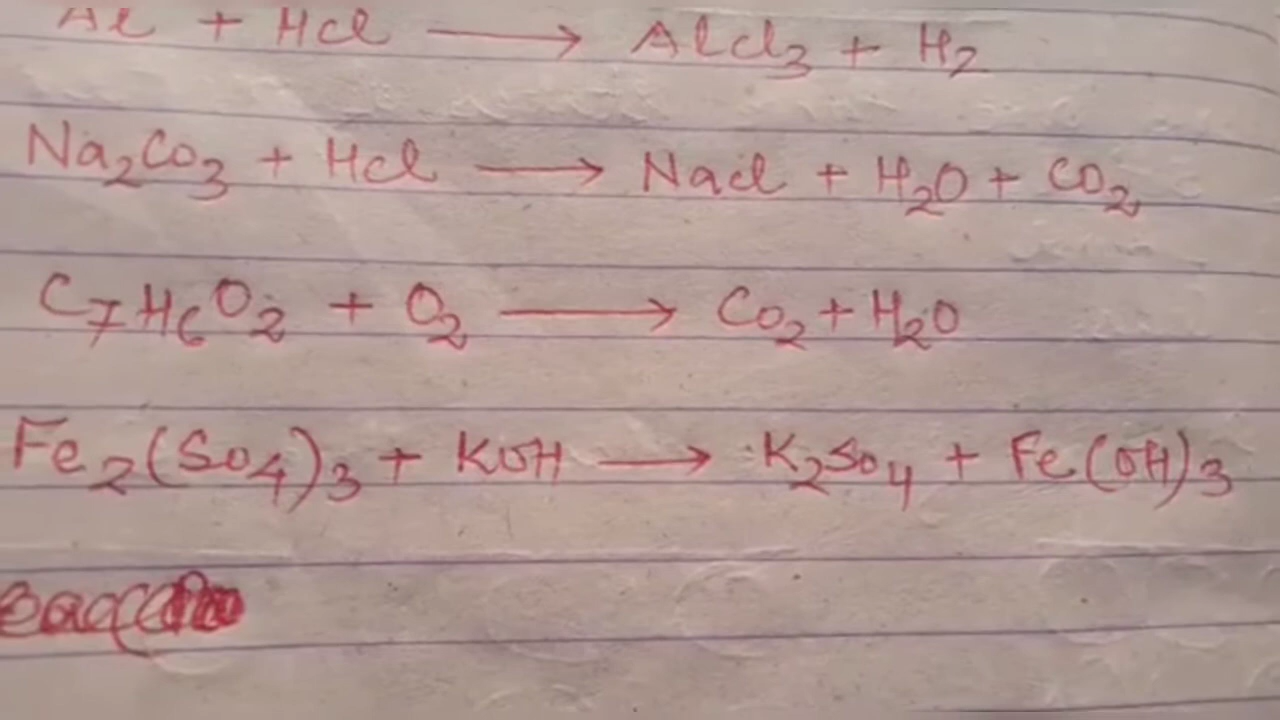 Al + HCl → AlCl₃ + H₂
Na₂CO₃ + HCl → NaCl + H₂O + CO₂
C₇H₆O₂ + O₂ → CO₂ + H₂O
Fe₂(SO₄)₃ + KOH → K₂SO₄ + Fe(OH)₃